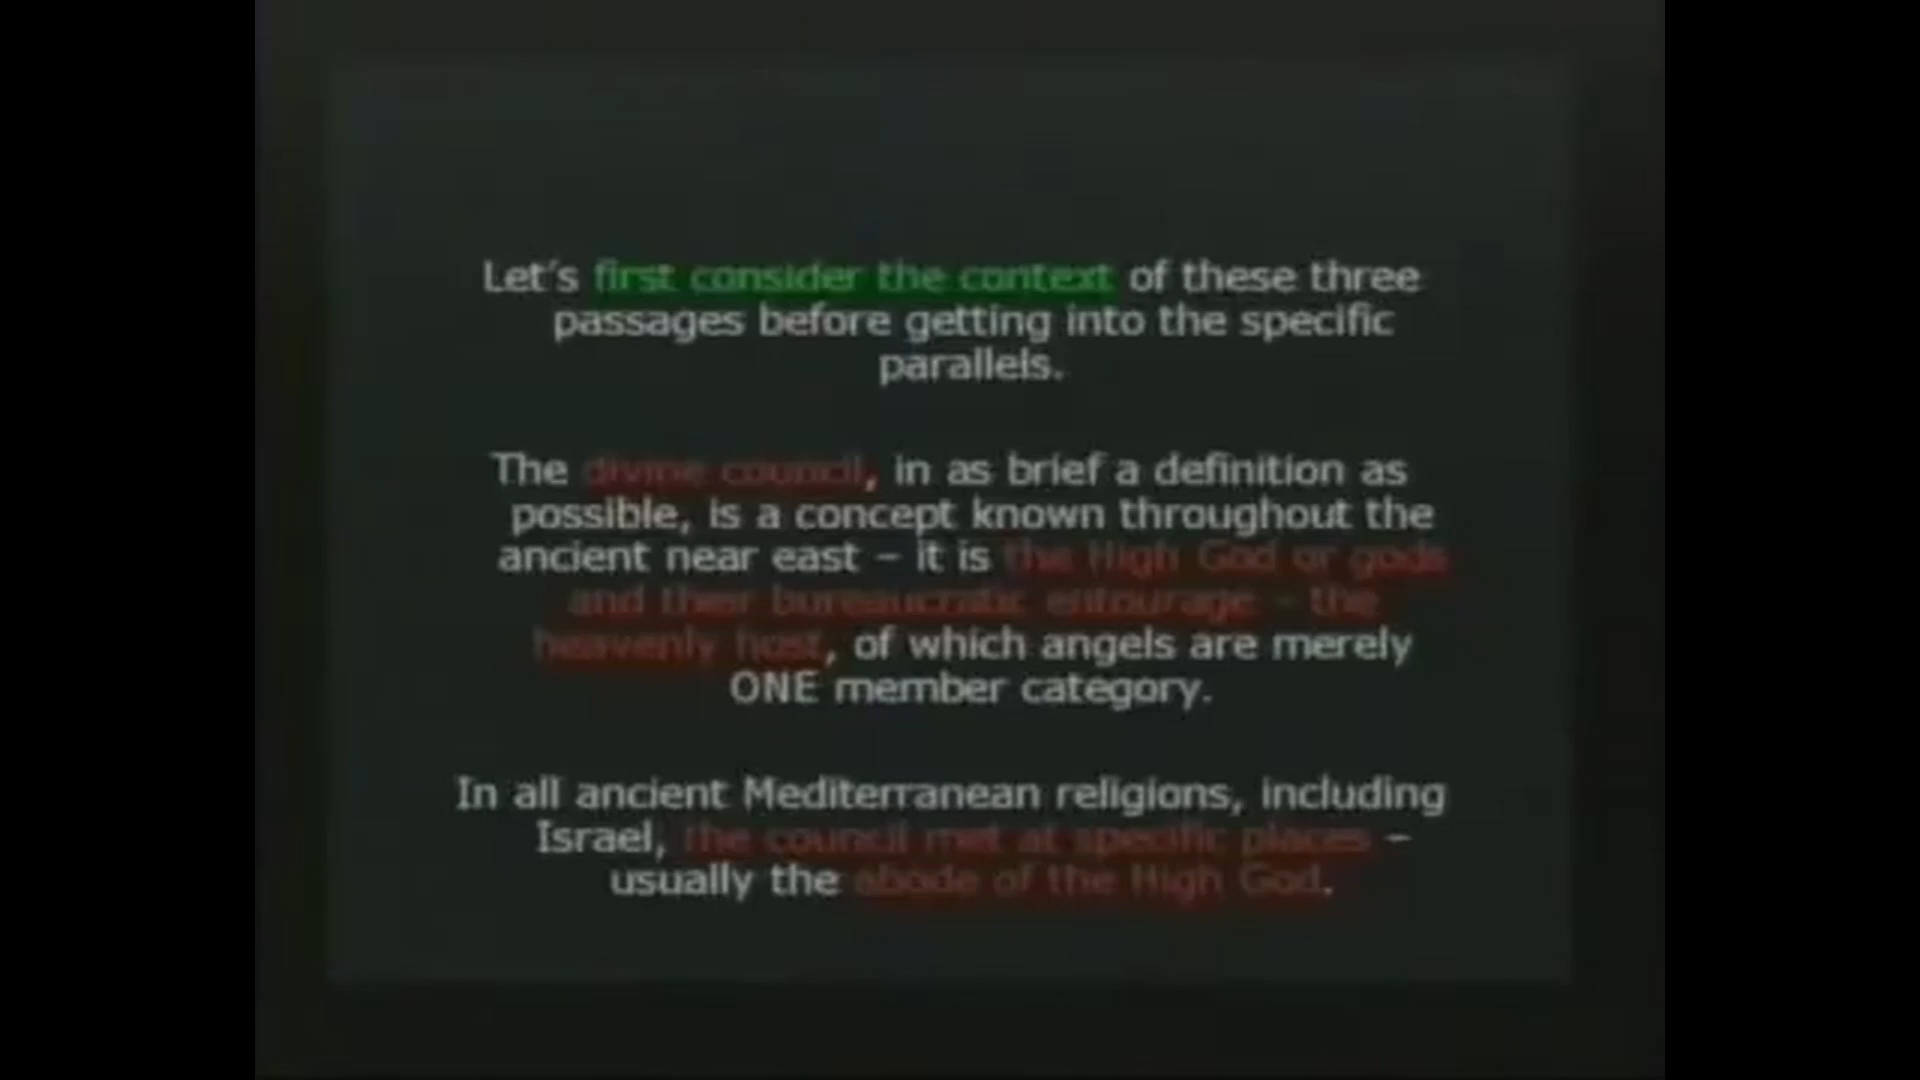 Let's first consider the context of these three
passages before getting into the specific
parallels.
The divine council, in as brief a definition as
possible, is a concept known throughout the
ancient near east – it is the High God or gods
and their bureaucratic entourage – the
heavenly host, of which angels are merely
ONE member category.
In all ancient Mediterranean religions, including
Israel, the council met at specific places –
usually the abode of the High God.